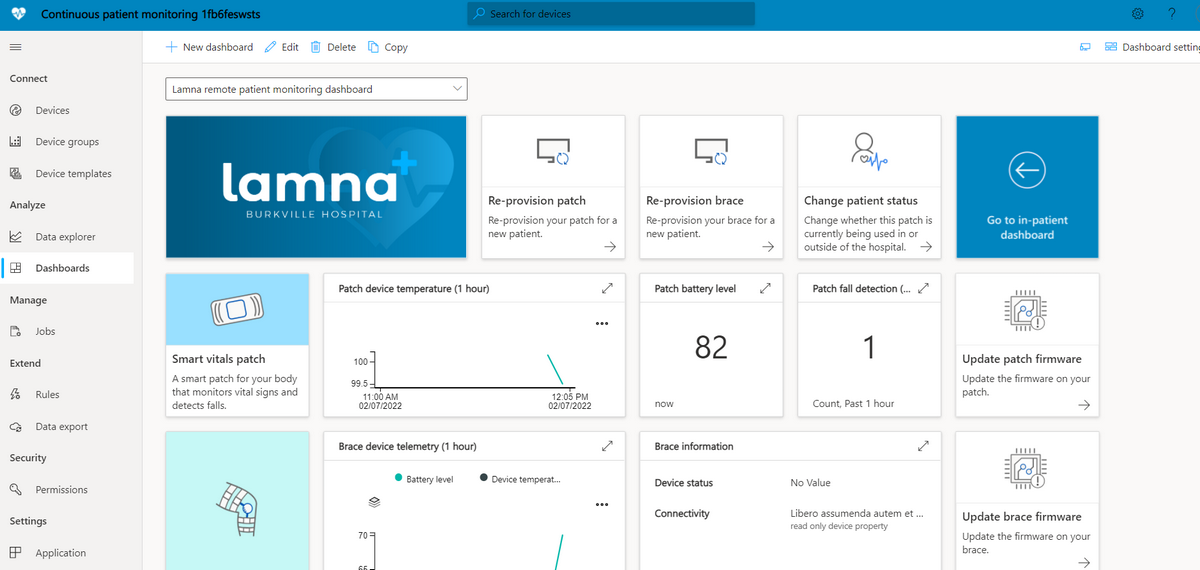 Continuous patient monitoring 1fb6feswsts
Search for devices
?
New dashboard
Edit
Delete
Copy
Dashboard setting
Connect
Devices
Device groups
Device templates
Analyze
Data explorer
Dashboards
Manage
Jobs
Extend
Rules
Data export
Security
Permissions
Settings
Application
Lamna remote patient monitoring dashboard
lamna+
BURKVILLE HOSPITAL
Re-provision patch
Re-provision your patch for a
new patient.
Re-provision brace
Re-provision your brace for a
new patient.
Change patient status
Change whether this patch is
currently being used in or
outside of the hospital.
Go to in-patient
dashboard
Smart vitals patch
A smart patch for your body
that monitors vital signs and
detects falls.
Patch device temperature (1 hour)
100
99.5
11:00 AM
02/07/2022
12:05 PM
02/07/2022
Patch battery level
82
now
Patch fall detection (...
1
Count, Past 1 hour
Update patch firmware
Update the firmware on your
patch.
Brace device telemetry (1 hour)
Battery level
Device temperat...
70
65
Brace information
Device status
No Value
Connectivity
Libero assumenda autem et ...
read only device property
Update brace firmware
Update the firmware on your
brace.